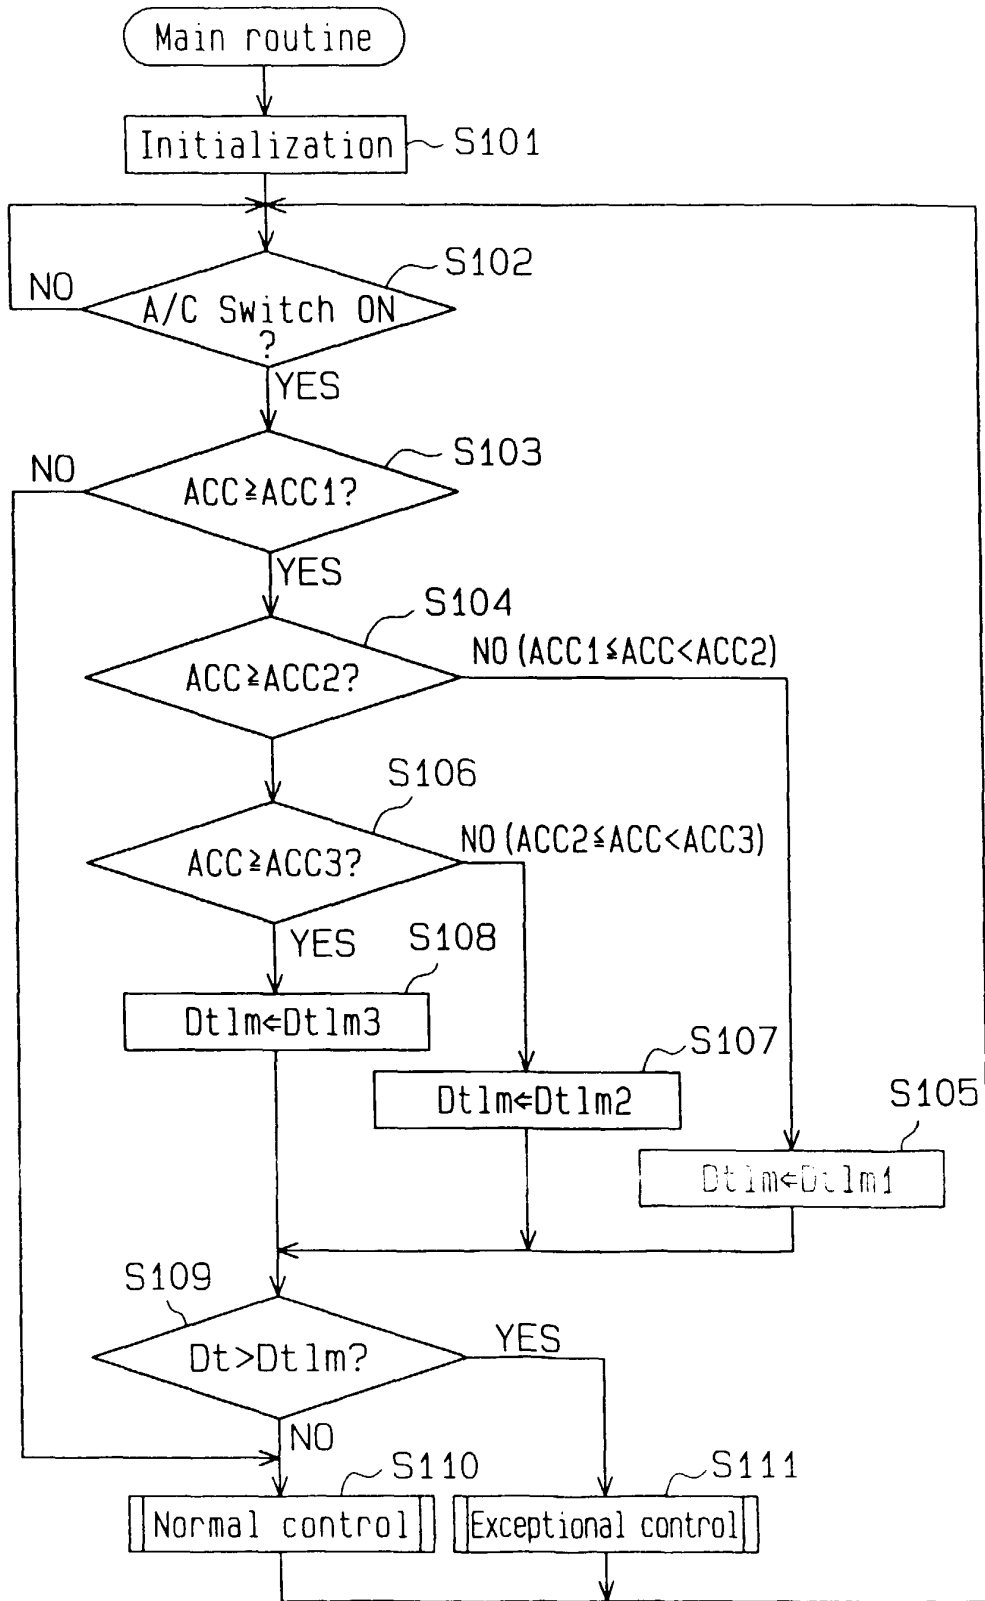 Main routine
Initialization
S101
S102
NO
A/C Switch ON
?
YES
S103
NO
ACC≧ACC1?
YES
S104
NO (ACC1≦ACC<ACC2)
ACC≧ACC2?
S106
NO (ACC2≦ACC<ACC3)
ACC≧ACC3?
YES
S108
Dtlm⇐Dtlm3
S107
Dtlm⇐Dtlm2
S105
Dtlm⇐Dtlm1
S109
Dt>Dtlm?
YES
NO
S110
S111
Normal control
Exceptional control